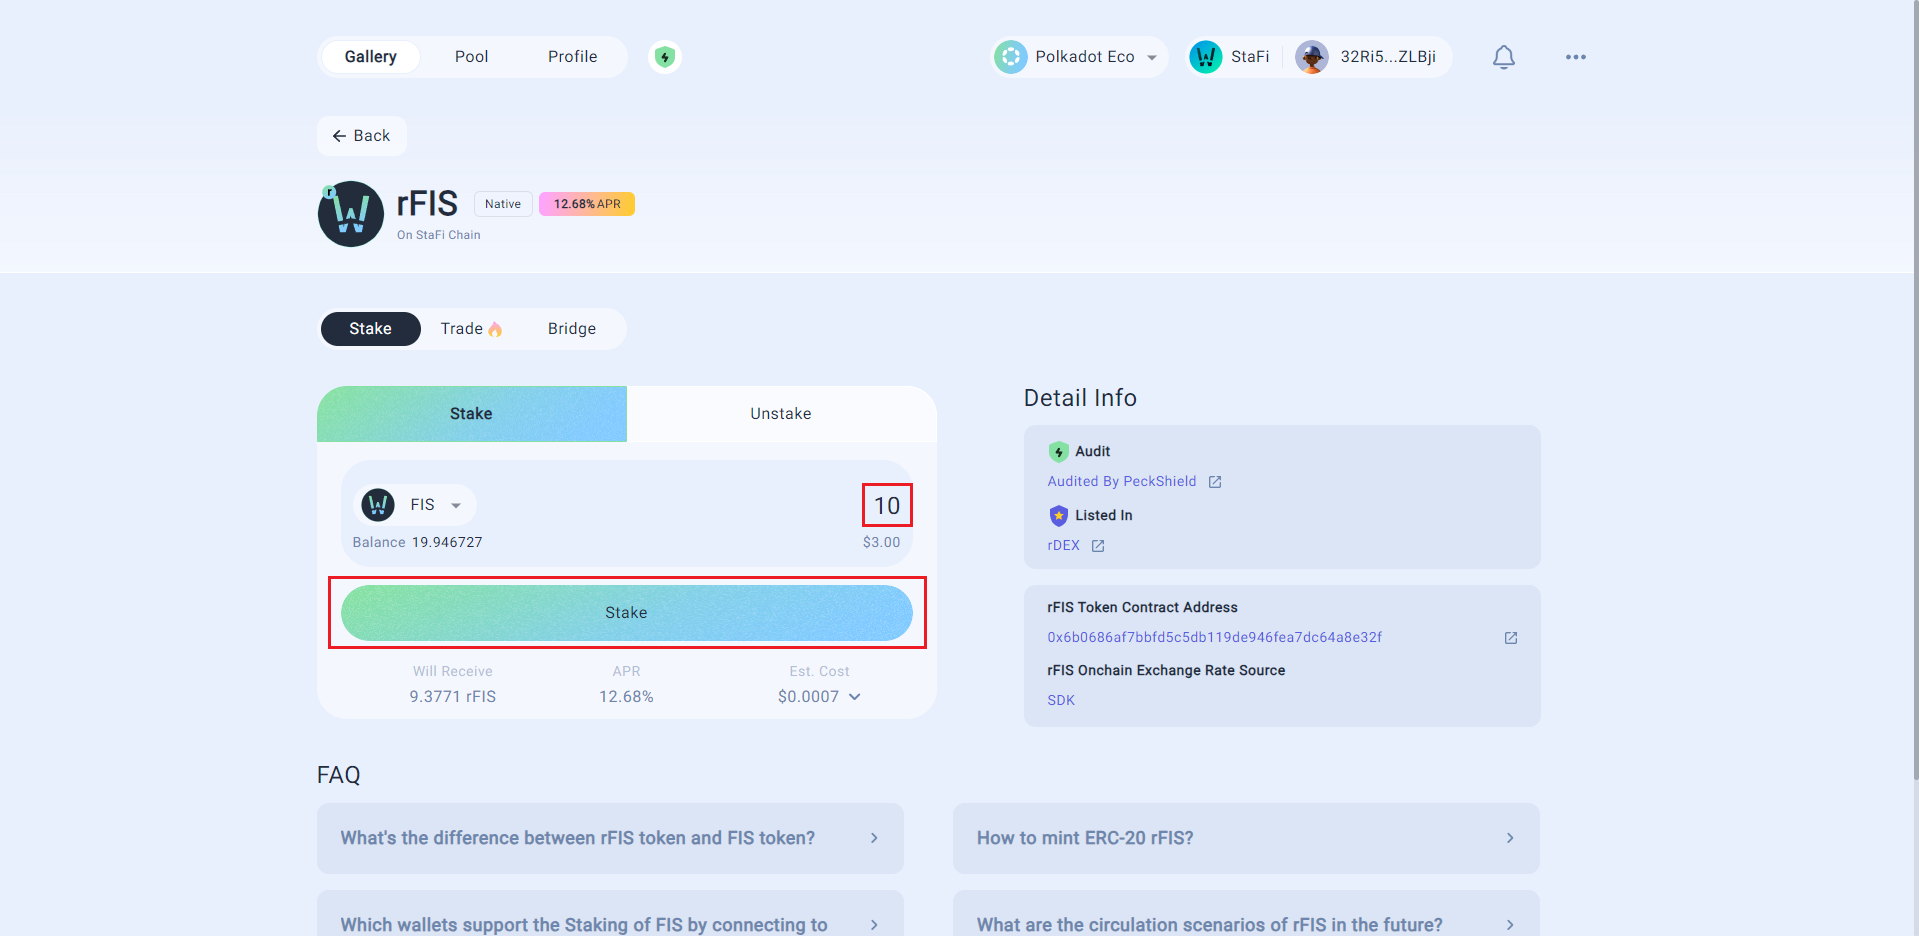 Gallery Pool Profile Polkadot Eco StaFi 32Ri5...ZLBji
Back
r
rFIS Native 12.68% APR
On StaFi Chain
Stake Trade Bridge
Stake Unstake
FIS 10
Balance 19.946727 $3.00
Stake
Will Receive APR Est. Cost
9.3771 rFIS 12.68% $0.0007
Detail Info
Audit
Audited By PeckShield
Listed In
rDEX
rFIS Token Contract Address
0x6b0686af7bbfd5c5db119de946fea7dc64a8e32f
rFIS Onchain Exchange Rate Source
SDK
FAQ
What's the difference between rFIS token and FIS token?
How to mint ERC-20 rFIS?
Which wallets support the Staking of FIS by connecting to
What are the circulation scenarios of rFIS in the future?